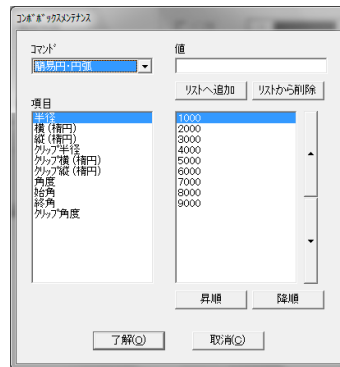 コンボボックスメンテナンス
コマンド
簡易円・円弧
値
リストへ追加
リストから削除
項目
半径
横（楕円）
縦（楕円）
クリップ半径
クリップ横（楕円）
クリップ縦（楕円）
角度
始角
終角
クリップ角度
1000
2000
3000
4000
5000
6000
7000
8000
9000
昇順
降順
了解(O)
取消(C)